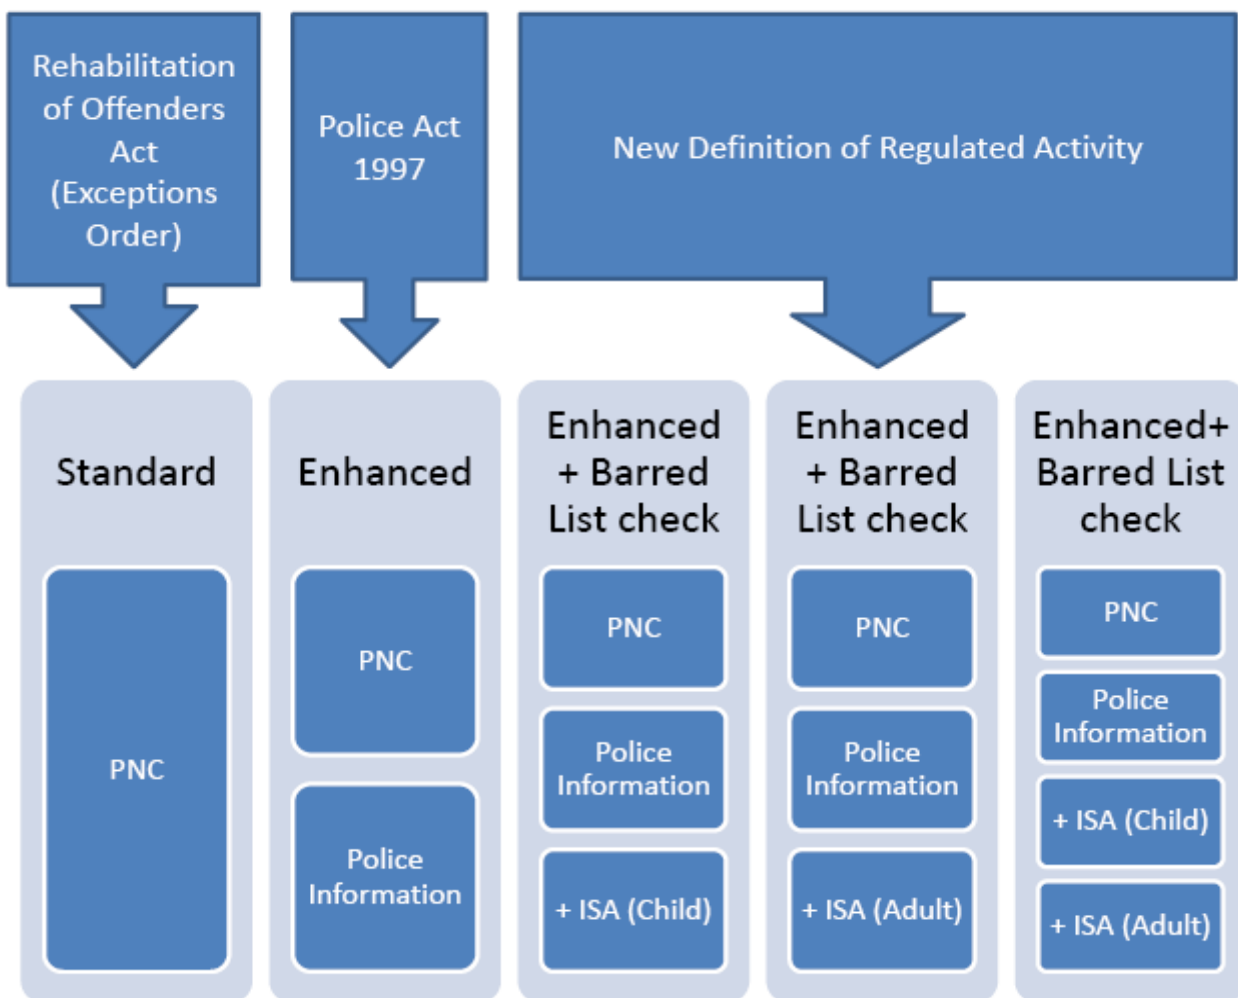 Rehabilitation
of Offenders
Act
(Exceptions
Order)
Police Act
1997
New Definition of Regulated Activity
Standard
PNC
Enhanced
PNC
Police
Information
Enhanced
+ Barred
List check
PNC
Police
Information
+ ISA (Child)
Enhanced
+ Barred
List check
PNC
Police
Information
+ ISA (Adult)
Enhanced+
Barred List
check
PNC
Police
Information
+ ISA (Child)
+ ISA (Adult)